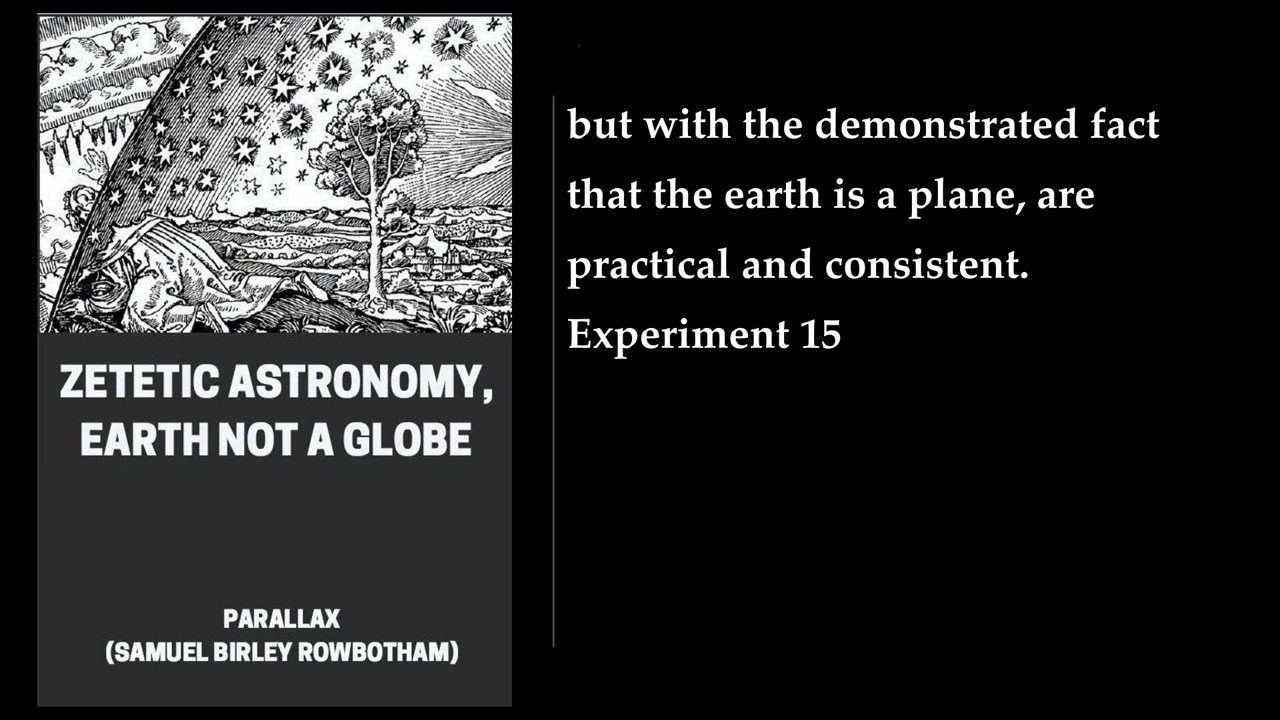 ZETETIC ASTRONOMY,
EARTH NOT A GLOBE
PARALLAX
(SAMUEL BIRLEY ROWBOTHAM)
but with the demonstrated fact
that the earth is a plane, are
practical and consistent.
Experiment 15